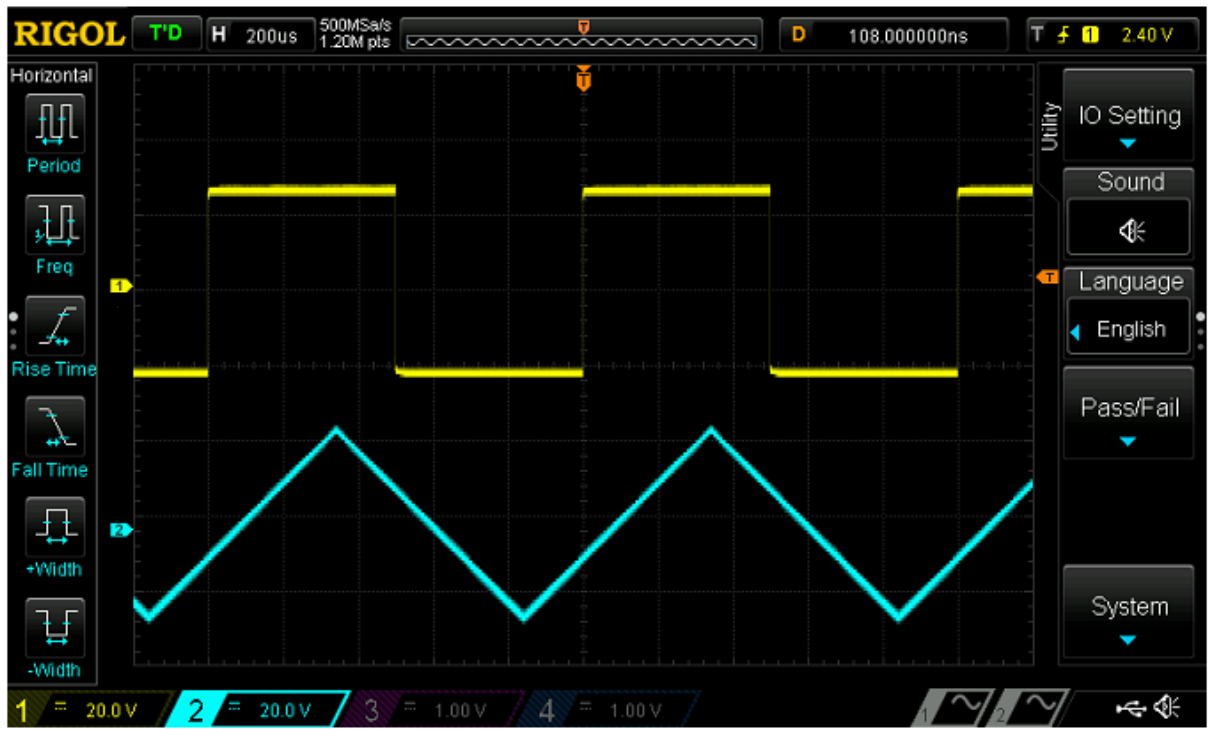 RIGOL T'D H 200us 500MSa/s 1.20M pts T D 108.000000ns T 1 2.40 V
Horizontal
Period
Freq
Rise Time
Fall Time
+Width
-Width
T
1
2
T
Utility
IO Setting
Sound
Language
English
Pass/Fail
System
1 20.0 V 2 20.0 V 3 1.00 V 4 1.00 V 1 2